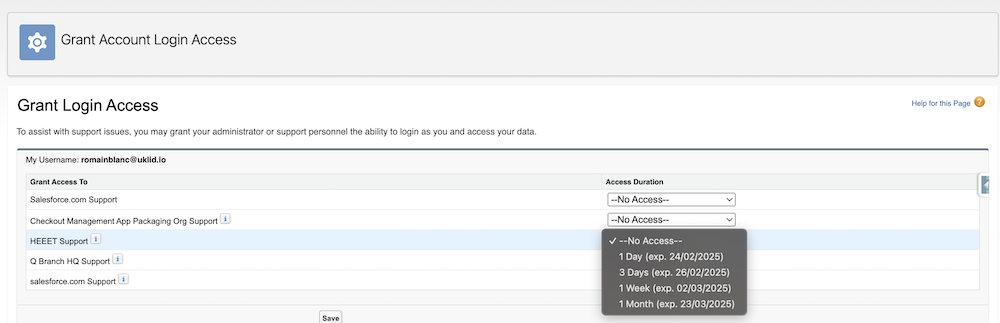 Grant Account Login Access
Grant Login Access
Help for this Page
To assist with support issues, you may grant your administrator or support personnel the ability to login as you and access your data.
My Username: romainblanc@uklid.io
Grant Access To Access Duration
Salesforce.com Support --No Access--
Checkout Management App Packaging Org Support i --No Access--
HEEET Support i ✓ --No Access--
1 Day (exp. 24/02/2025)
Q Branch HQ Support i
3 Days (exp. 26/02/2025)
salesforce.com Support i
1 Week (exp. 02/03/2025)
1 Month (exp. 23/03/2025)
Save